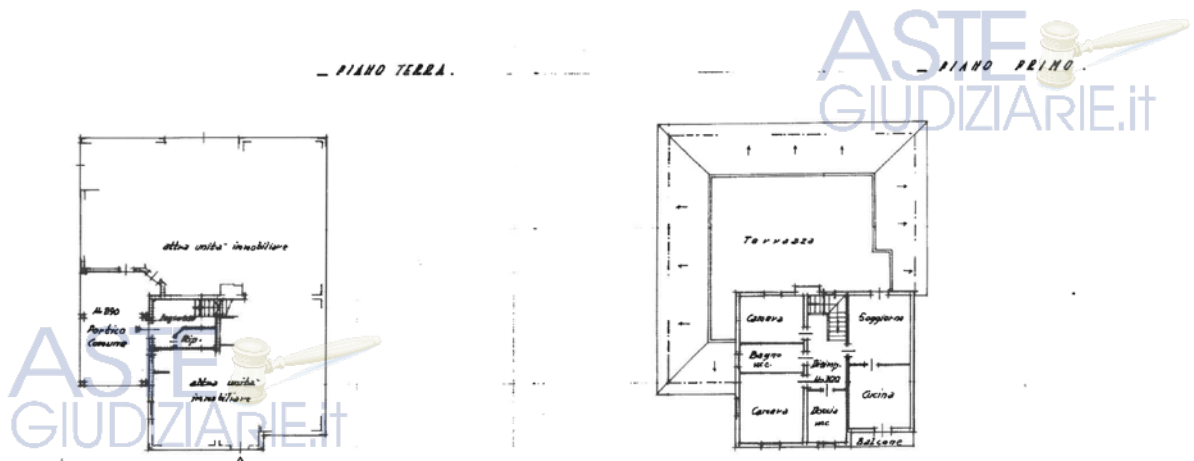 PIANO TERRA.
altra unita' immobiliare
H=290
Portico
Comune
Ingresso
Rip.
altra unita'
immobiliare
PIANO PRIMO.
Terrazza
Camera
Soggiorno
Bagno
wc.
Disimp.
H=300
Camera
Doccia
wc
Cucina
Balcone
ASTE
GIUDIZIARIE.it
ASTE
GIUDIZIARIE.it